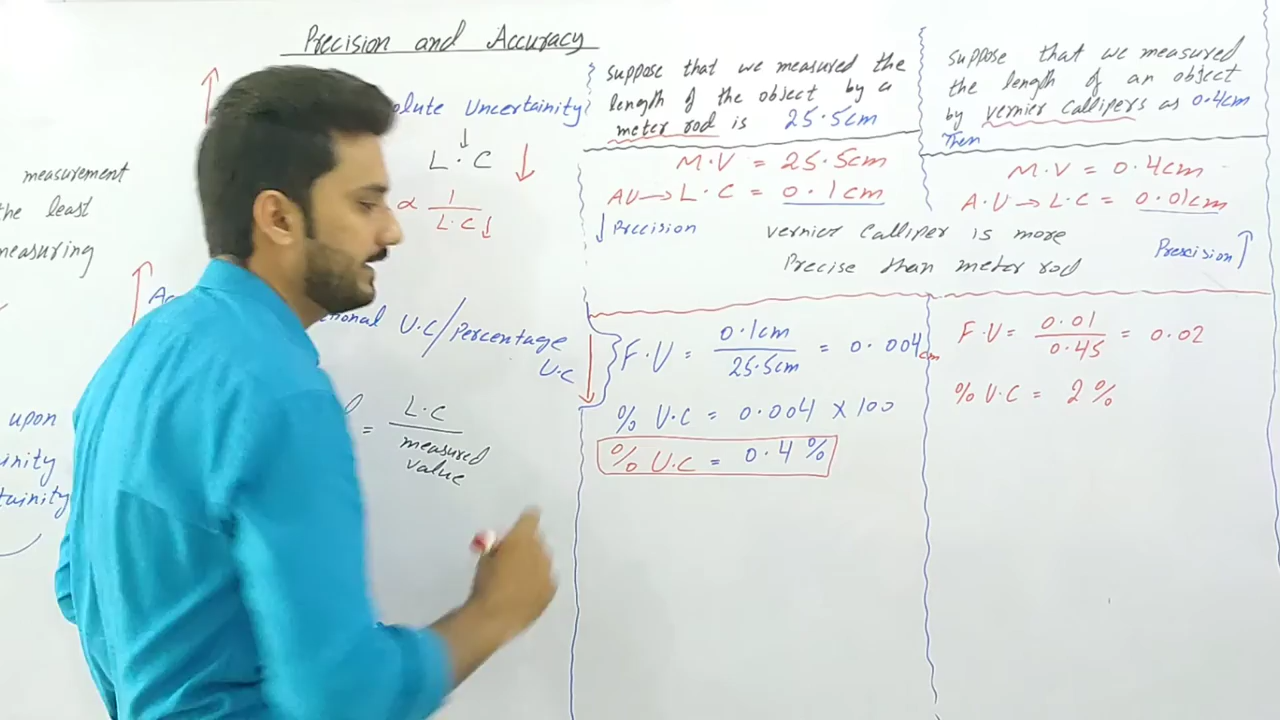 Precision and Accuracy
measurement
the least
measuring
upon
olute Uncertainity
↓
L.C ↓
∝ 1
L.C↓
onal U.C/Percentage
U.C
= L.C
measured
value
suppose that we measured the
length of the object by a
meter rod is 25.5cm
M.V = 25.5cm
AU→L.C = 0.1cm
↓ Precision
suppose that we measured
the length of an object
by vernier Callipers as 0.4cm
Then
M.V = 0.4cm
A.U→L.C = 0.01cm
vernier Calliper is more
Precise than meter rod
Prescision↑
F.U = 0.1cm
25.5cm
= 0.004cm
% U.C = 0.004 × 100
% U.C = 0.4 %
F.U = 0.01
0.45
= 0.02
% U.C = 2 %